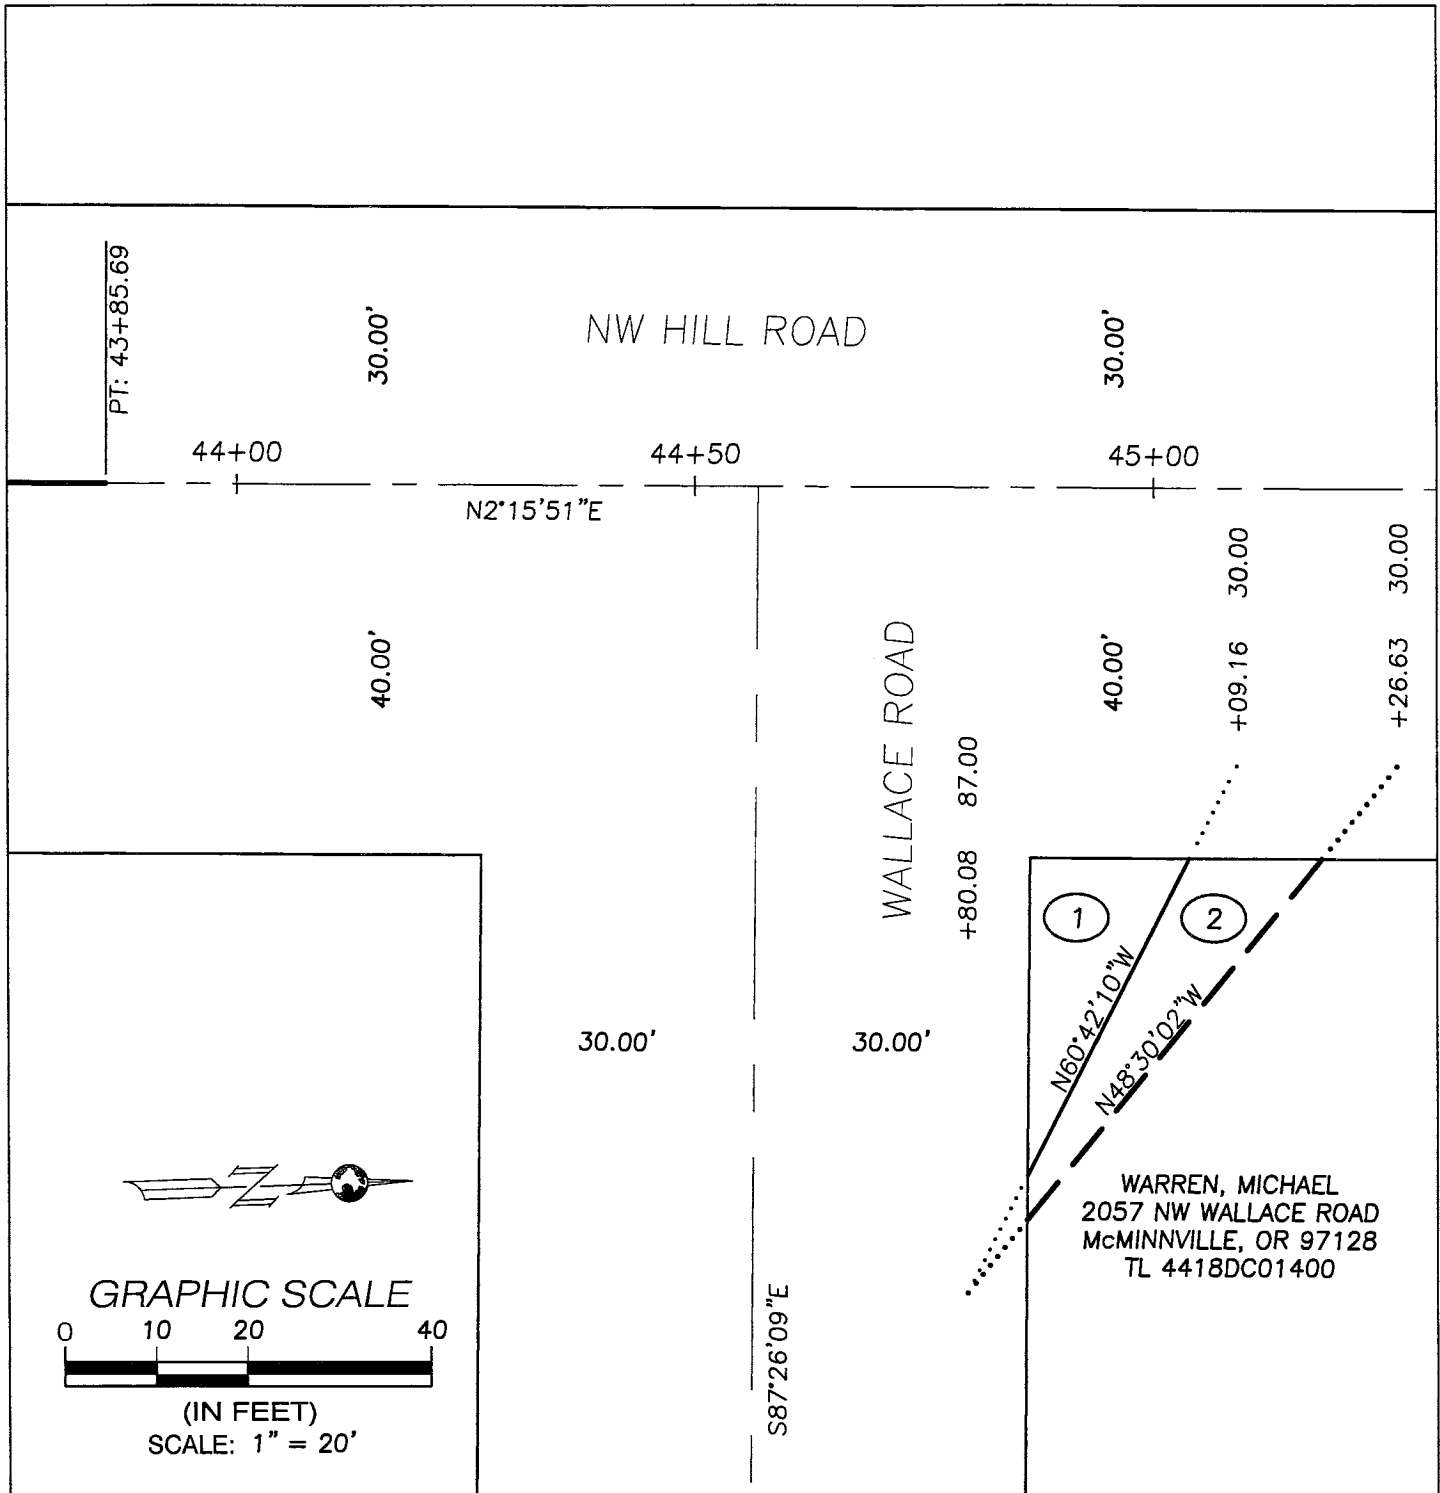 PT: 43+85.69
30.00'
NW HILL ROAD
30.00'
44+00
44+50
45+00
N2°15'51"E
40.00'
WALLACE ROAD
+80.08 87.00
40.00'
+09.16 30.00
+26.63 30.00
1
2
N60°42'10"W
N48°30'02"W
30.00'
30.00'
N
WARREN, MICHAEL
2057 NW WALLACE ROAD
McMINNVILLE, OR 97128
TL 4418DC01400
S87°26'09"E
GRAPHIC SCALE
0 10 20 40
(IN FEET)
SCALE: 1" = 20'